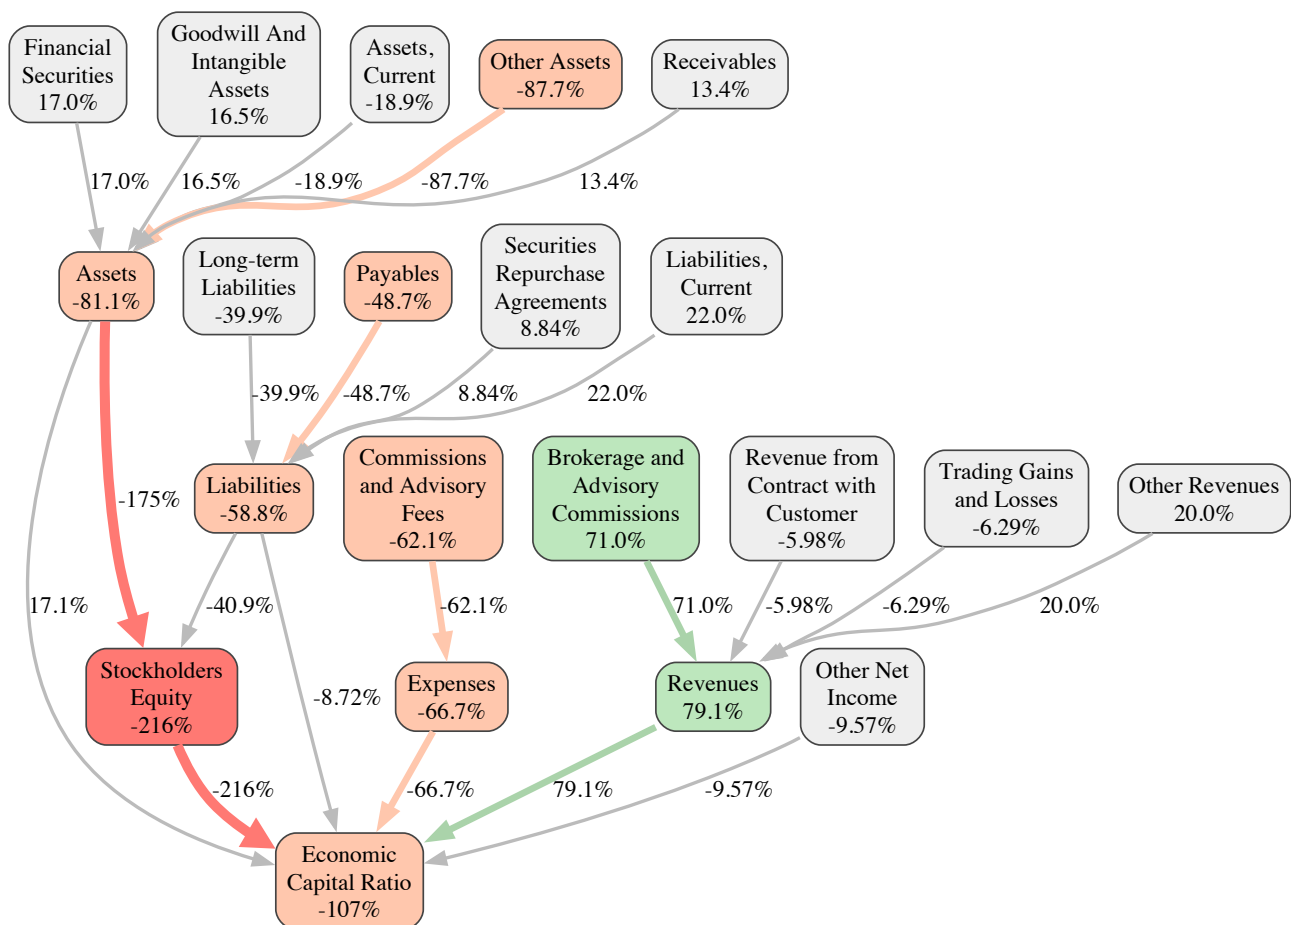 Financial
Securities
17.0%
Goodwill And
Intangible
Assets
16.5%
Assets,
Current
-18.9%
Other Assets
-87.7%
Receivables
13.4%
17.0%
16.5%
-18.9%
-87.7%
13.4%
Assets
-81.1%
Long-term
Liabilities
-39.9%
Payables
-48.7%
Securities
Repurchase
Agreements
8.84%
Liabilities,
Current
22.0%
-39.9%
-48.7%
8.84%
22.0%
Liabilities
-58.8%
Commissions
and Advisory
Fees
-62.1%
Brokerage and
Advisory
Commissions
71.0%
Revenue from
Contract with
Customer
-5.98%
Trading Gains
and Losses
-6.29%
Other Revenues
20.0%
-175%
17.1%
-40.9%
-62.1%
71.0%
-5.98%
-6.29%
20.0%
Stockholders
Equity
-216%
-8.72%
Expenses
-66.7%
Revenues
79.1%
Other Net
Income
-9.57%
-216%
-66.7%
79.1%
-9.57%
Economic
Capital Ratio
-107%